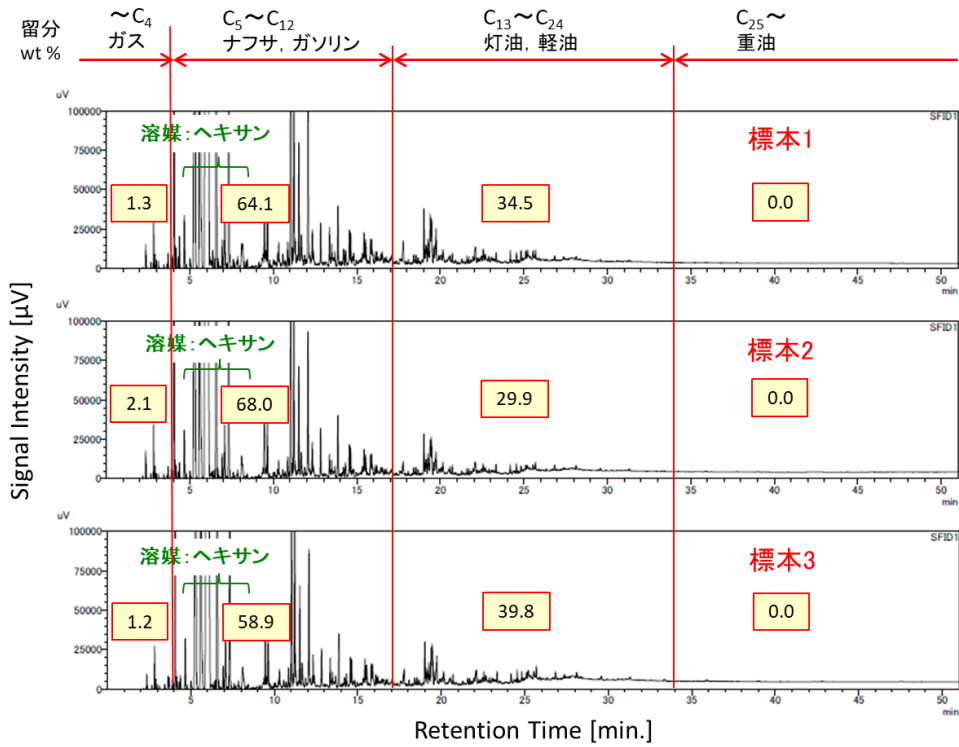 留分
wt %
～C4
ガス
C5～C12
ナフサ, ガソリン
C13～C24
灯油, 軽油
C25～
重油
Signal Intensity [μV]
uV
100000
75000
50000
25000
0
溶媒：ヘキサン
標本1
SFID1
1.3
64.1
34.5
0.0
5 10 15 20 25 30 35 40 45 50
min
uV
100000
75000
50000
25000
0
溶媒：ヘキサン
標本2
SFID1
2.1
68.0
29.9
0.0
5 10 15 20 25 30 35 40 45 50
min
uV
100000
75000
50000
25000
0
溶媒：ヘキサン
標本3
SFID1
1.2
58.9
39.8
0.0
5 10 15 20 25 30 35 40 45 50
min
Retention Time [min.]